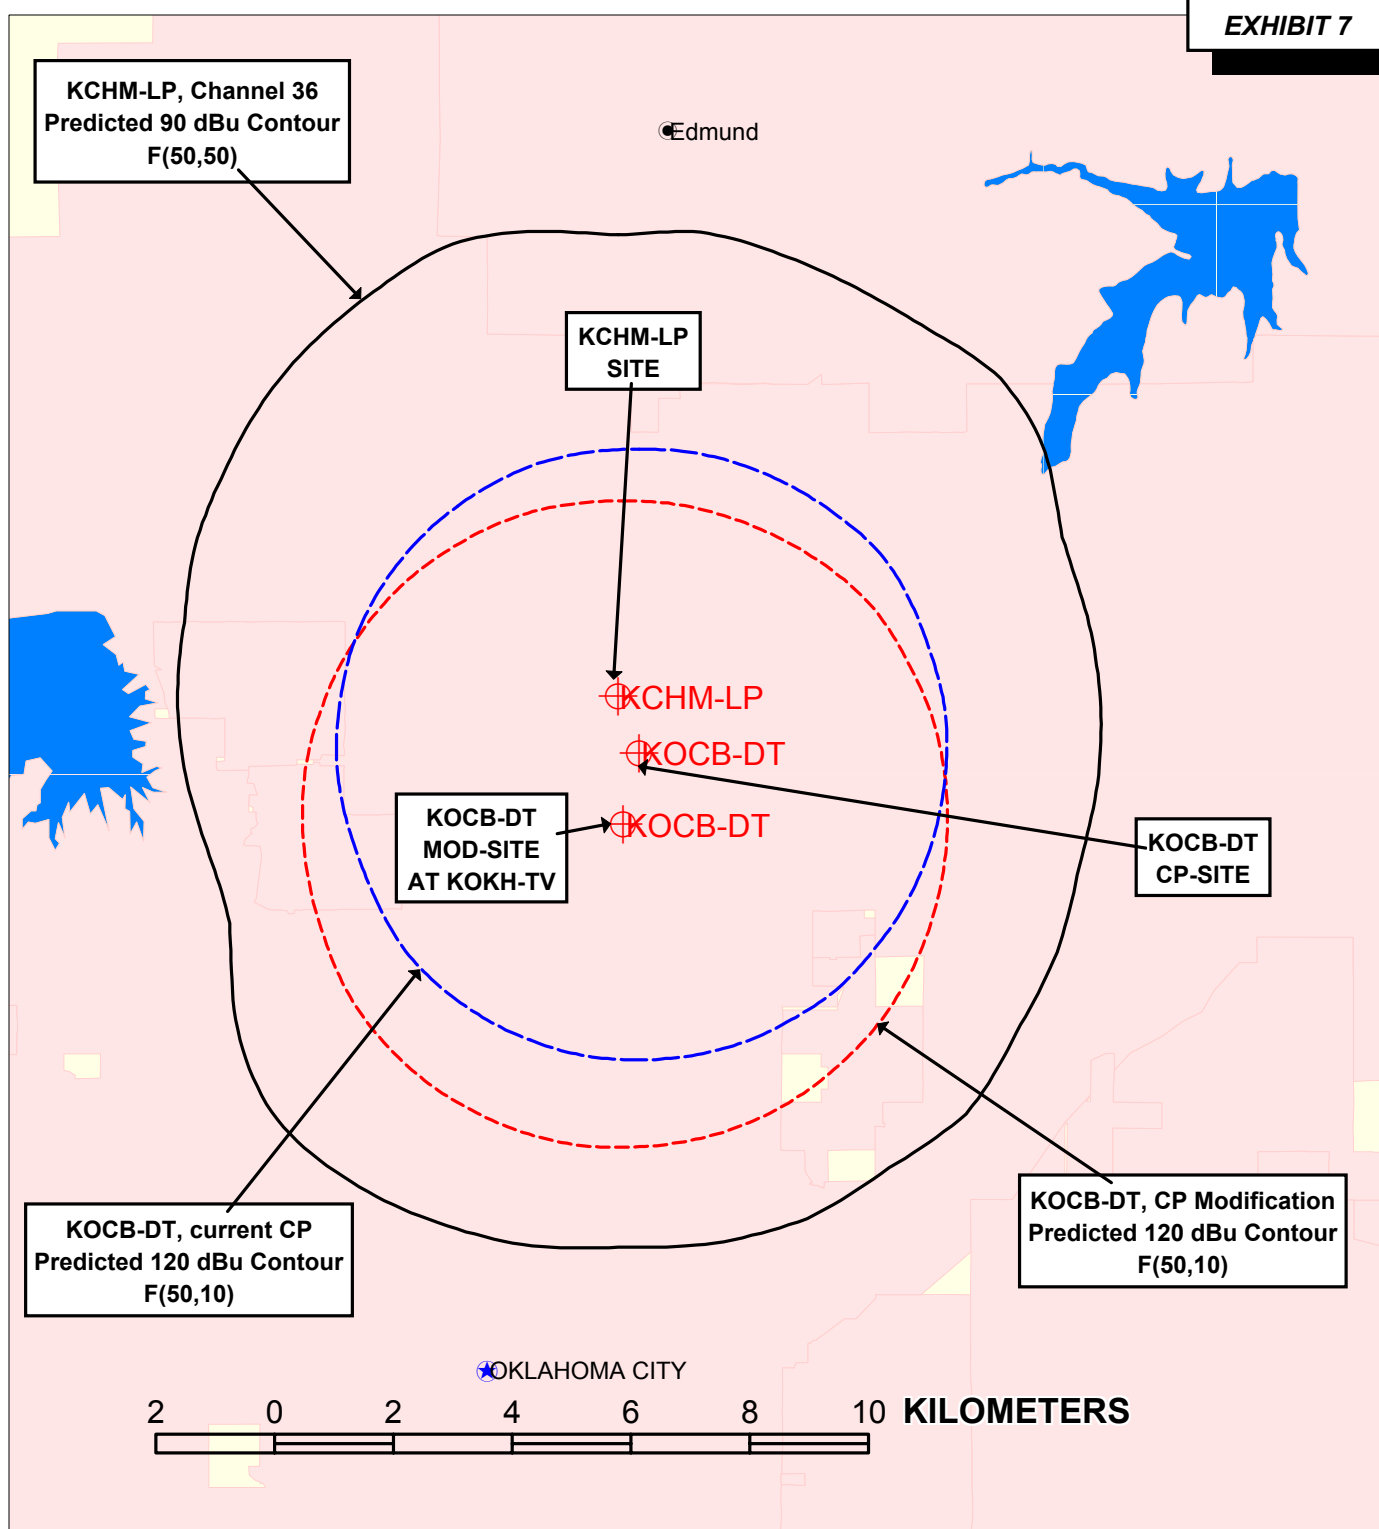 EXHIBIT 7
KCHM-LP, Channel 36
Predicted 90 dBu Contour
F(50,50)
Edmund
KCHM-LP
SITE
KCHM-LP
KOCB-DT
KOCB-DT
MOD-SITE
AT KOKH-TV
KOCB-DT
KOCB-DT
CP-SITE
KOCB-DT, current CP
Predicted 120 dBu Contour
F(50,10)
KOCB-DT, CP Modification
Predicted 120 dBu Contour
F(50,10)
OKLAHOMA CITY
2 0 2 4 6 8 10 KILOMETERS